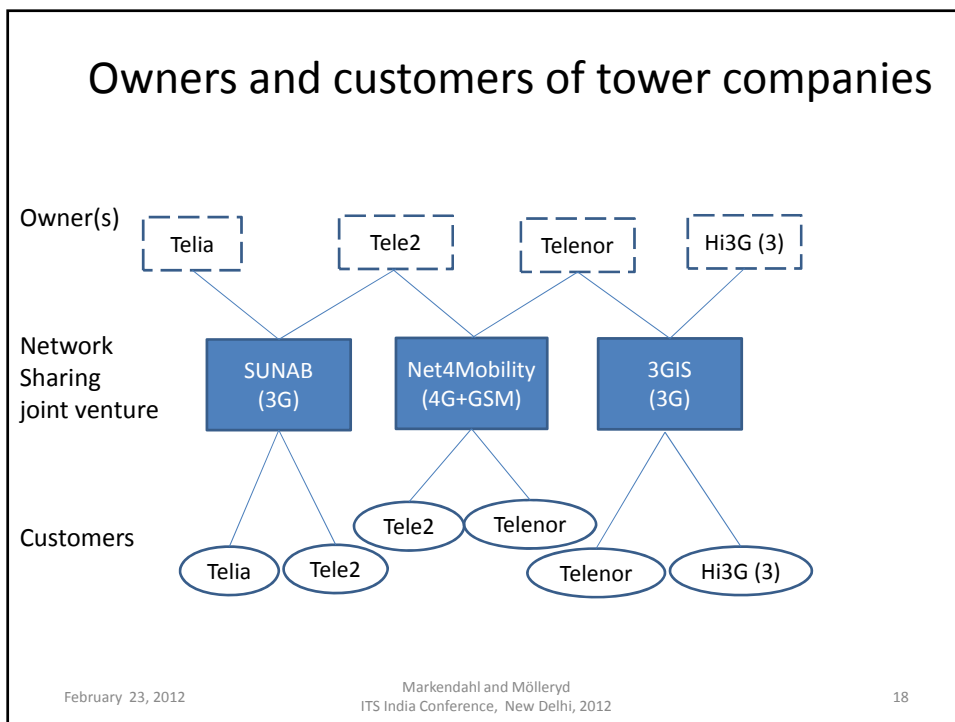 Owners and customers of tower companies
Owner(s)
Telia
Tele2
Telenor
Hi3G (3)
Network
Sharing
joint venture
SUNAB
(3G)
Net4Mobility
(4G+GSM)
3GIS
(3G)
Customers
Telia
Tele2
Tele2
Telenor
Telenor
Hi3G (3)
February 23, 2012
Markendahl and Mölleryd
ITS India Conference, New Delhi, 2012
18